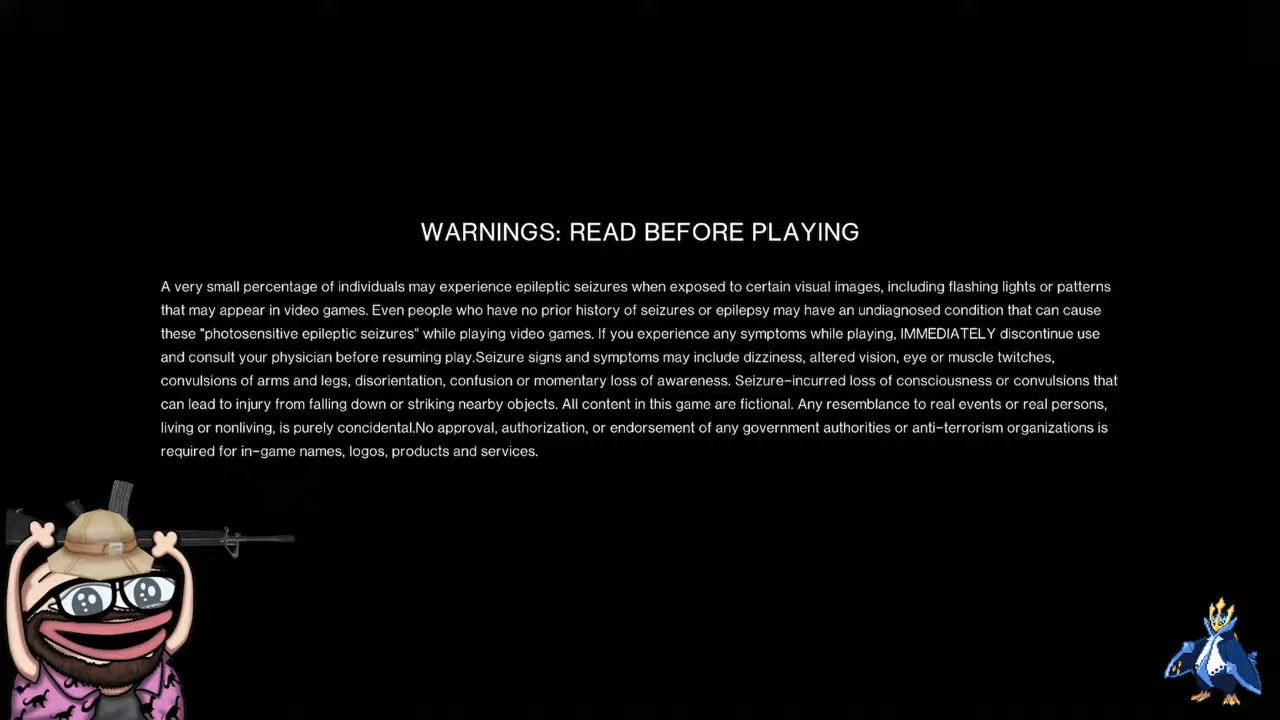 WARNINGS: READ BEFORE PLAYING
A very small percentage of individuals may experience epileptic seizures when exposed to certain visual images, including flashing lights or patterns
that may appear in video games. Even people who have no prior history of seizures or epilepsy may have an undiagnosed condition that can cause
these "photosensitive epileptic seizures" while playing video games. If you experience any symptoms while playing, IMMEDIATELY discontinue use
and consult your physician before resuming play.Seizure signs and symptoms may include dizziness, altered vision, eye or muscle twitches,
convulsions of arms and legs, disorientation, confusion or momentary loss of awareness. Seizure-incurred loss of consciousness or convulsions that
can lead to injury from falling down or striking nearby objects. All content in this game are fictional. Any resemblance to real events or real persons,
living or nonliving, is purely concidental.No approval, authorization, or endorsement of any government authorities or anti-terrorism organizations is
required for in-game names, logos, products and services.